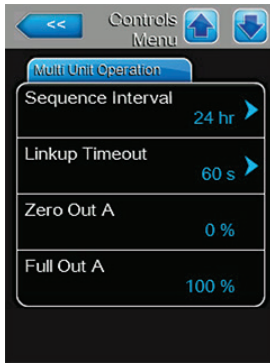 <<
Controls
Menu
Multi Unit Operation
Sequence Interval
24 hr
Linkup Timeout
60 s
Zero Out A
0 %
Full Out A
100 %